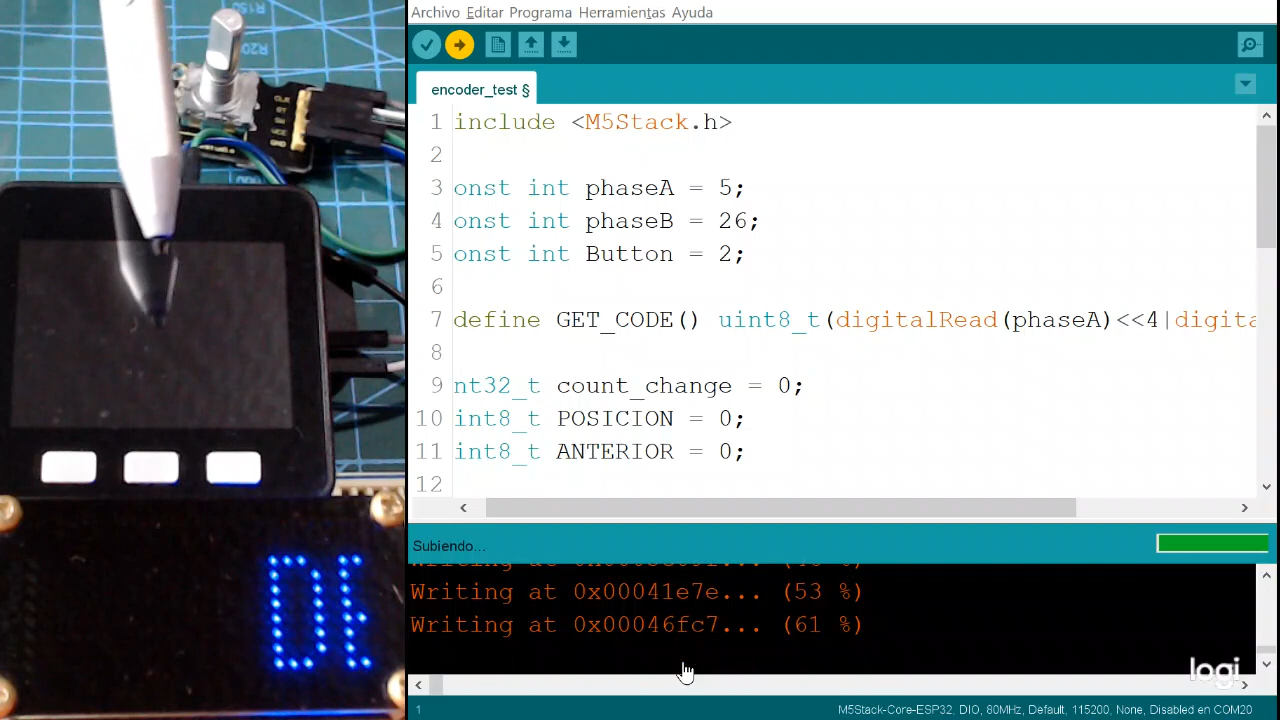 Archivo Editar Programa Herramientas Ayuda
encoder_test §
1 include <M5Stack.h>
2
3 onst int phaseA = 5;
4 onst int phaseB = 26;
5 onst int Button = 2;
6
7 define GET_CODE() uint8_t(digitalRead(phaseA)<<4|digita
8
9 nt32_t count_change = 0;
10 int8_t POSICION = 0;
11 int8_t ANTERIOR = 0;
12
Subiendo...
Writing at 0x00041e7e... (53 %)
Writing at 0x00046fc7... (61 %)
logi
1 M5Stack-Core-ESP32, DIO, 80MHz, Default, 115200, None, Disabled en COM20